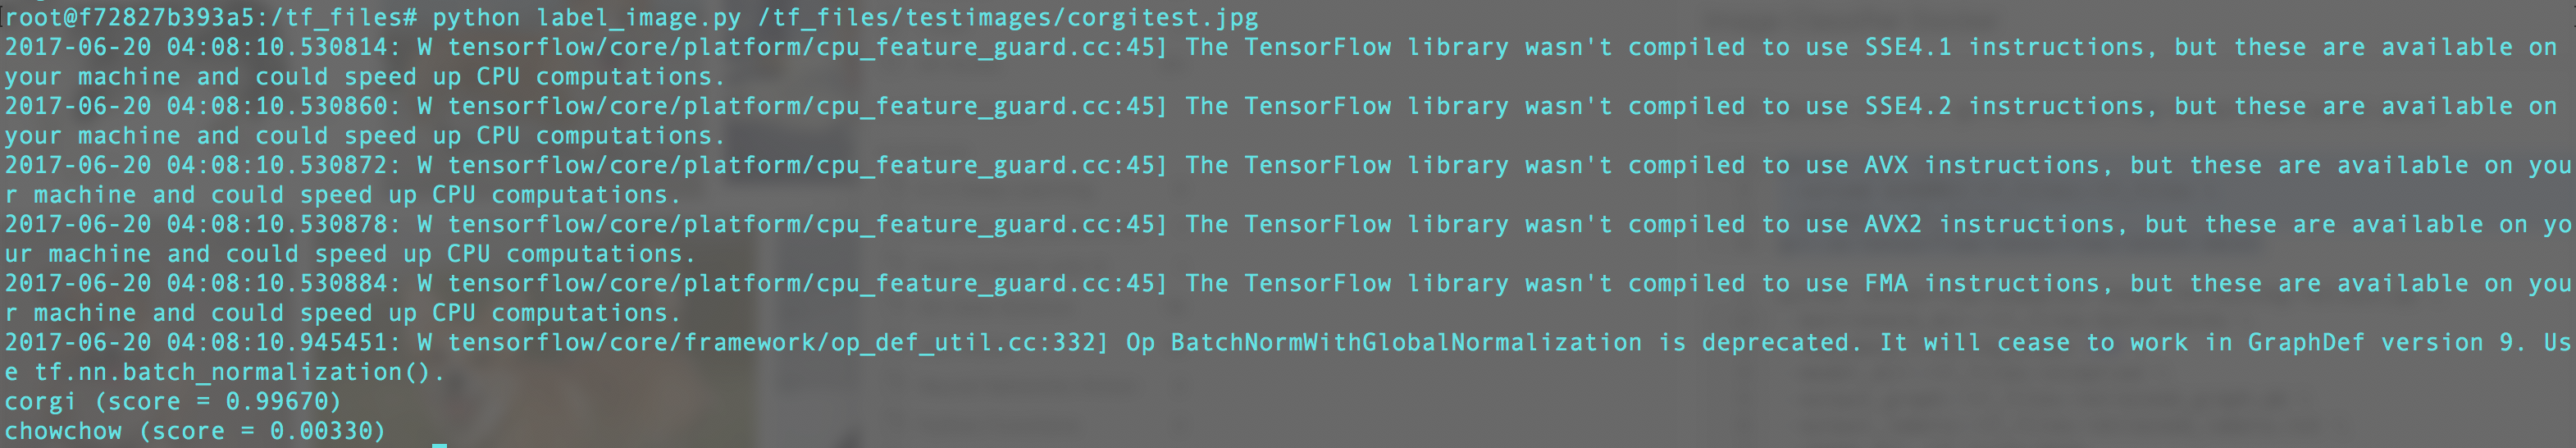 root@f72827b393a5:/tf_files# python label_image.py /tf_files/testimages/corgitest.jpg
2017-06-20 04:08:10.530814: W tensorflow/core/platform/cpu_feature_guard.cc:45] The TensorFlow library wasn't compiled to use SSE4.1 instructions, but these are available on
your machine and could speed up CPU computations.
2017-06-20 04:08:10.530860: W tensorflow/core/platform/cpu_feature_guard.cc:45] The TensorFlow library wasn't compiled to use SSE4.2 instructions, but these are available on
your machine and could speed up CPU computations.
2017-06-20 04:08:10.530872: W tensorflow/core/platform/cpu_feature_guard.cc:45] The TensorFlow library wasn't compiled to use AVX instructions, but these are available on you
r machine and could speed up CPU computations.
2017-06-20 04:08:10.530878: W tensorflow/core/platform/cpu_feature_guard.cc:45] The TensorFlow library wasn't compiled to use AVX2 instructions, but these are available on yo
ur machine and could speed up CPU computations.
2017-06-20 04:08:10.530884: W tensorflow/core/platform/cpu_feature_guard.cc:45] The TensorFlow library wasn't compiled to use FMA instructions, but these are available on you
r machine and could speed up CPU computations.
2017-06-20 04:08:10.945451: W tensorflow/core/framework/op_def_util.cc:332] Op BatchNormWithGlobalNormalization is deprecated. It will cease to work in GraphDef version 9. Us
e tf.nn.batch_normalization().
corgi (score = 0.99670)
chowchow (score = 0.00330)